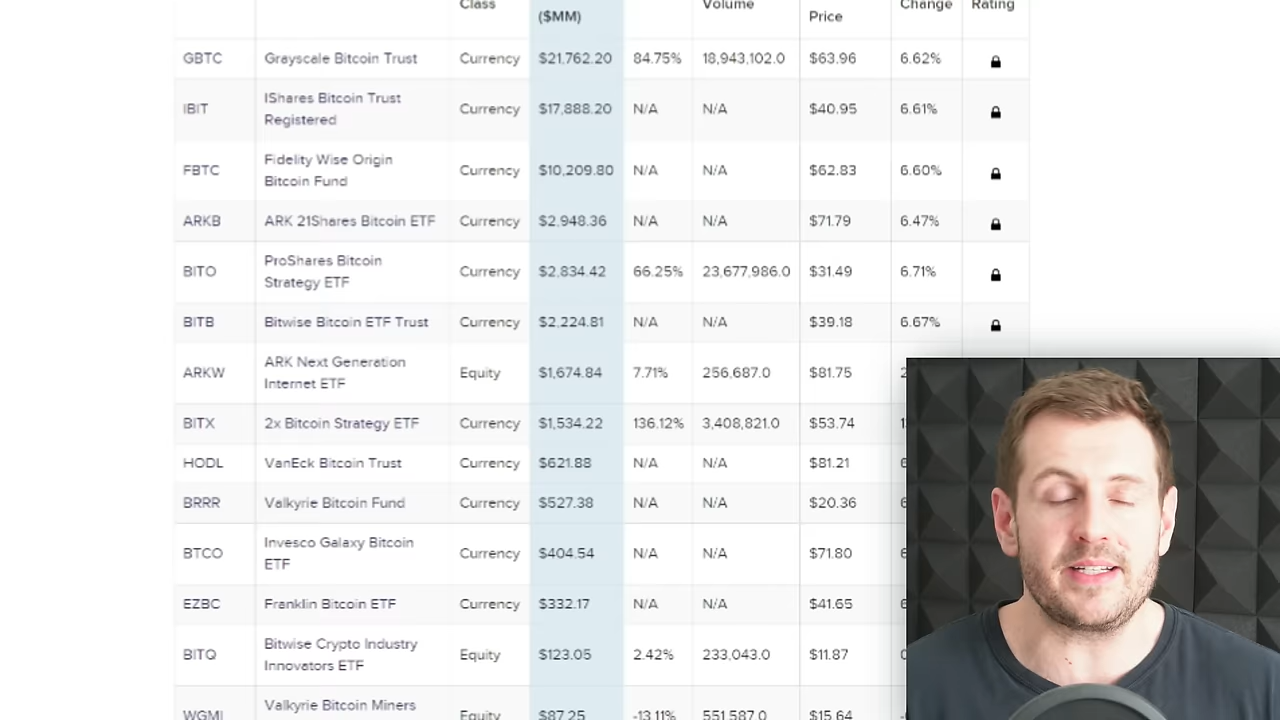 Class ($MM) Volume Price Change Rating
GBTC Grayscale Bitcoin Trust Currency $21,762.20 84.75% 18,943,102.0 $63.96 6.62%
IBIT IShares Bitcoin Trust Registered Currency $17,888.20 N/A N/A $40.95 6.61%
FBTC Fidelity Wise Origin Bitcoin Fund Currency $10,209.80 N/A N/A $62.83 6.60%
ARKB ARK 21Shares Bitcoin ETF Currency $2,948.36 N/A N/A $71.79 6.47%
BITO ProShares Bitcoin Strategy ETF Currency $2,834.42 66.25% 23,677,986.0 $31.49 6.71%
BITB Bitwise Bitcoin ETF Trust Currency $2,224.81 N/A N/A $39.18 6.67%
ARKW ARK Next Generation Internet ETF Equity $1,674.84 7.71% 256,687.0 $81.75
BITX 2x Bitcoin Strategy ETF Currency $1,534.22 136.12% 3,408,821.0 $53.74
HODL VanEck Bitcoin Trust Currency $621.88 N/A N/A $81.21
BRRR Valkyrie Bitcoin Fund Currency $527.38 N/A N/A $20.36
BTCO Invesco Galaxy Bitcoin ETF Currency $404.54 N/A N/A $71.80
EZBC Franklin Bitcoin ETF Currency $332.17 N/A N/A $41.65
BITQ Bitwise Crypto Industry Innovators ETF Equity $123.05 2.42% 233,043.0 $11.87
WGMI Valkyrie Bitcoin Miners Equity $87.25 -13.11% 551,587.0 $15.64